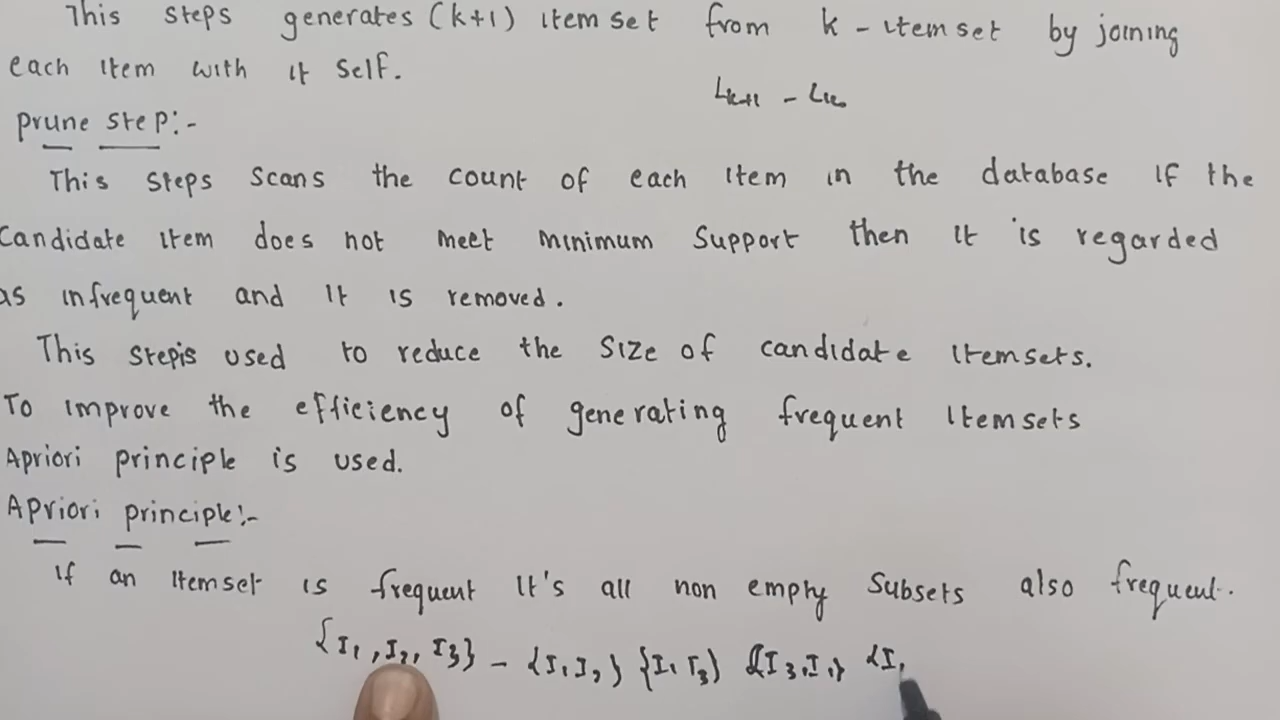 This steps generates (k+1) itemset from k - itemset by joining
each item with it self.
Lk+1 - Lk
prune step:-
This steps scans the count of each item in the database if the
candidate item does not meet minimum support then it is regarded
as infrequent and it is removed.
This stepis used to reduce the size of candidate itemsets.
To improve the efficiency of generating frequent Itemsets
Apriori principle is used.
Apriori principle:-
If an itemset is frequent it's all non empty subsets also frequent.
{I1, I2, I3} - {I1, I2} {I1 I3} {I3, I1} {I1